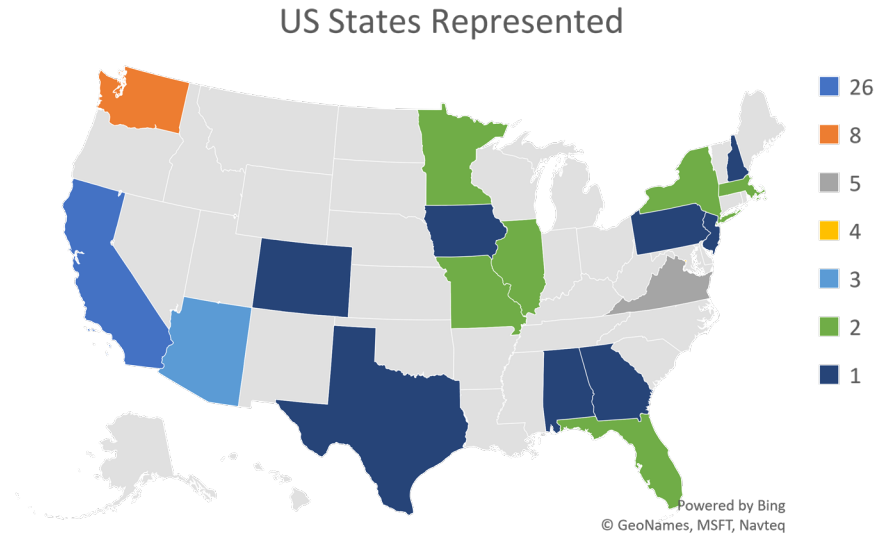 US States Represented
26
8
5
4
3
2
1
Powered by Bing
© GeoNames, MSFT, Navteq